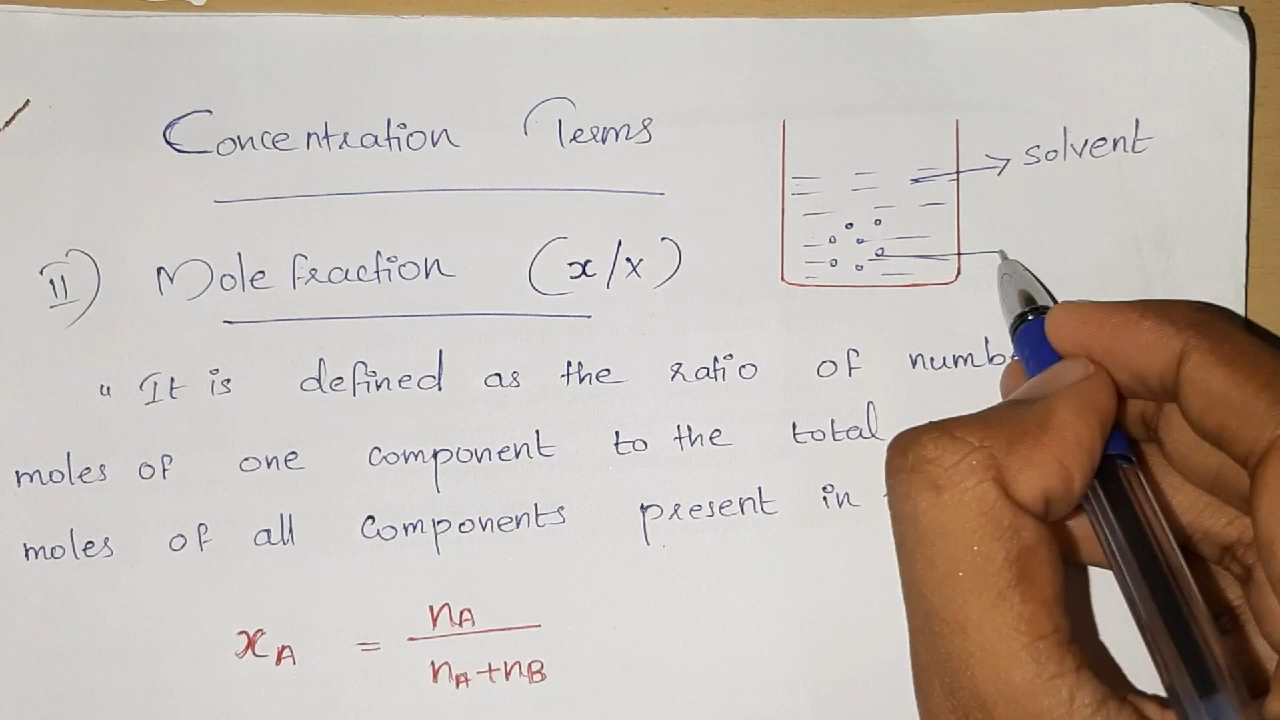 Concentration Terms
solvent
II) Mole fraction (x/X)
" It is defined as the ratio of
moles of one component to the total
moles of all components present in
xA = nA
nA+nB